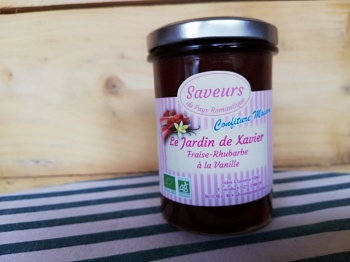 Saveurs
du Pays Romantique
Confiture Maison
Le Jardin de Xavier
Fraise-Rhubarbe
à la Vanille
AB